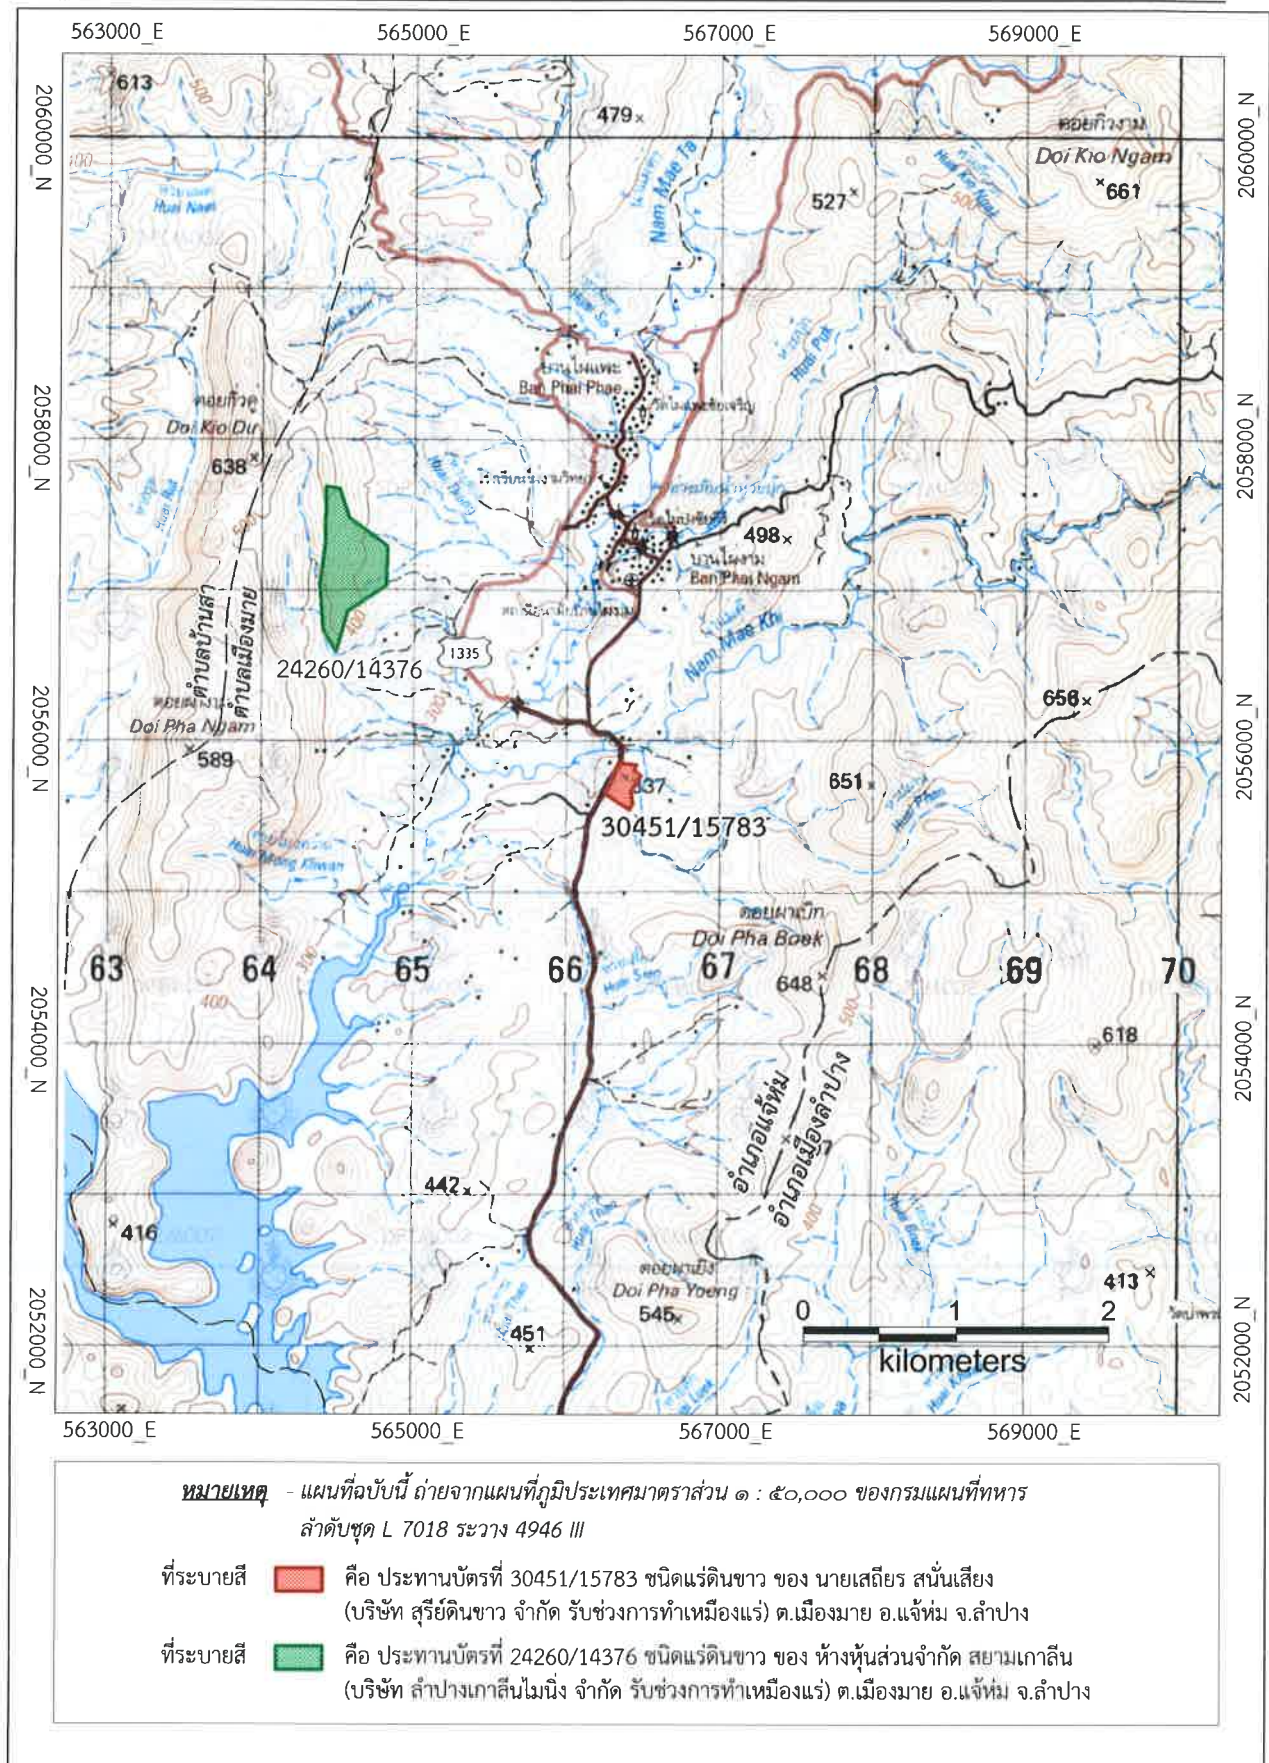 563000_E 565000_E 567000_E 569000_E
2060000_N
2060000_N
613
500
479
ดอยกิ่วงาม
Doi Kio Ngam
661
527
500
Nam Mae Ta
Huai Nam
Huai Puk
บ้านไผ่แพะ
Ban Phai Phae
ดอยกิ่วดู่
Doi Kio Du
638
2058000_N
2058000_N
500
498
บ้านไผ่งาม
Ban Phai Ngam
ตำบลบ้านสา
ตำบลเมืองมาย
400
24260/14376
1335
Nam Mae Kh
300
656
Doi Pha Ngam
589
2056000_N
2056000_N
651
337
30451/15783
Huai Mong Khwan
ดอยผาเบิก
Doi Pha Boek
63 64 65 66 67 68 69 70
300
400
648
500
618
2054000_N
2054000_N
อำเภอแจ้ห่ม
อำเภอเมืองลำปาง
442
416
400
ดอยผาเยิง
Doi Pha Yoeng
545
413
451
0 1 2
kilometers
2052000_N
2052000_N
563000_E 565000_E 567000_E 569000_E
หมายเหตุ - แผนที่ฉบับนี้ ถ่ายจากแผนที่ภูมิประเทศมาตราส่วน ๑ : ๕๐,๐๐๐ ของกรมแผนที่ทหาร
ลำดับชุด L 7018 ระวาง 4946 III
ที่ระบายสี คือ ประทานบัตรที่ 30451/15783 ชนิดแร่ดินขาว ของ นายเสถียร สนั่นเสียง
(บริษัท สุรีย์ดินขาว จำกัด รับช่วงการทำเหมืองแร่) ต.เมืองมาย อ.แจ้ห่ม จ.ลำปาง
ที่ระบายสี คือ ประทานบัตรที่ 24260/14376 ชนิดแร่ดินขาว ของ ห้างหุ้นส่วนจำกัด สยามเกาลีน
(บริษัท ลำปางเกาลีนไมนิ่ง จำกัด รับช่วงการทำเหมืองแร่) ต.เมืองมาย อ.แจ้ห่ม จ.ลำปาง